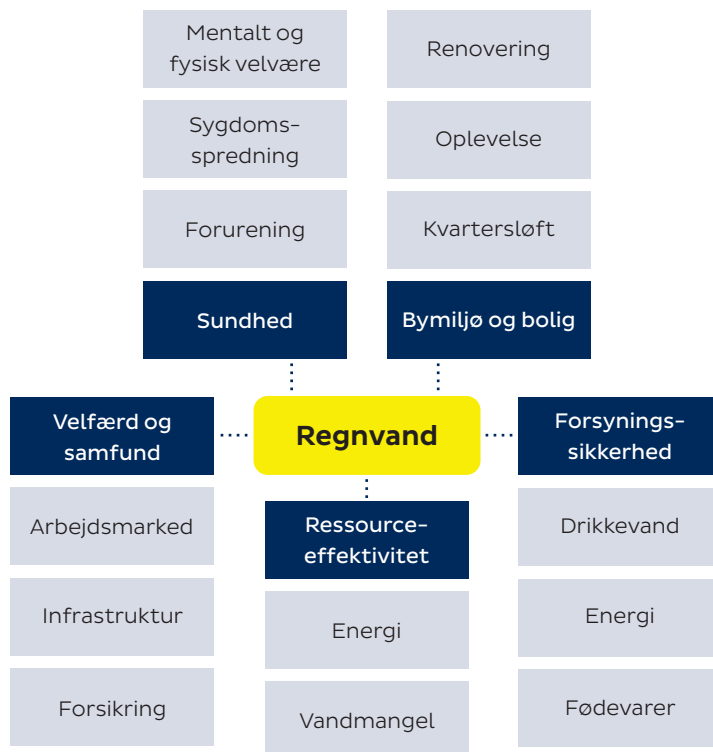 Mentalt og
fysisk velvære
Sygdoms-
spredning
Forurening
Sundhed
Renovering
Oplevelse
Kvartersløft
Bymiljø og bolig
Velfærd og
samfund
Arbejdsmarked
Infrastruktur
Forsikring
Regnvand
Ressource-
effektivitet
Energi
Vandmangel
Forsynings-
sikkerhed
Drikkevand
Energi
Fødevarer